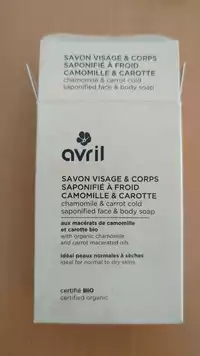 SAVON VISAGE & CORPS
SAPONIFIÉ À FROID
CAMOMILLE & CAROTTE
chamomile & carrot cold
saponified face & body soap
avril
SAVON VISAGE & CORPS
SAPONIFIÉ À FROID
CAMOMILLE & CAROTTE
chamomile & carrot cold
saponified face & body soap
aux macérats de camomille
et carotte bio
with organic chamomile
and carrot macerated oils
Idéal peaux normales à sèches
ideal for normal to dry skins
certifié BIO
certified organic